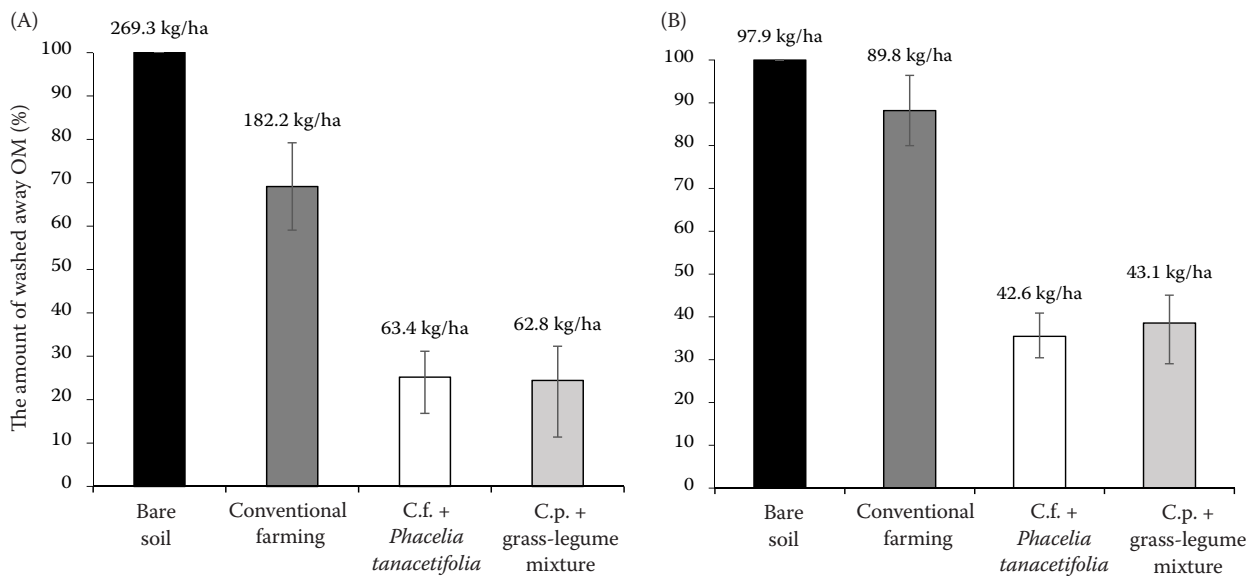 (A)
269.3 kg/ha
182.2 kg/ha
63.4 kg/ha
62.8 kg/ha
The amount of washed away OM (%)
100
90
80
70
60
50
40
30
20
10
0
Bare
soil
Conventional
farming
C.f. +
Phacelia
tanacetifolia
C.p. +
grass-legume
mixture
(B)
97.9 kg/ha
89.8 kg/ha
42.6 kg/ha
43.1 kg/ha
100
90
80
70
60
50
40
30
20
10
0
Bare
soil
Conventional
farming
C.f. +
Phacelia
tanacetifolia
C.p. +
grass-legume
mixture